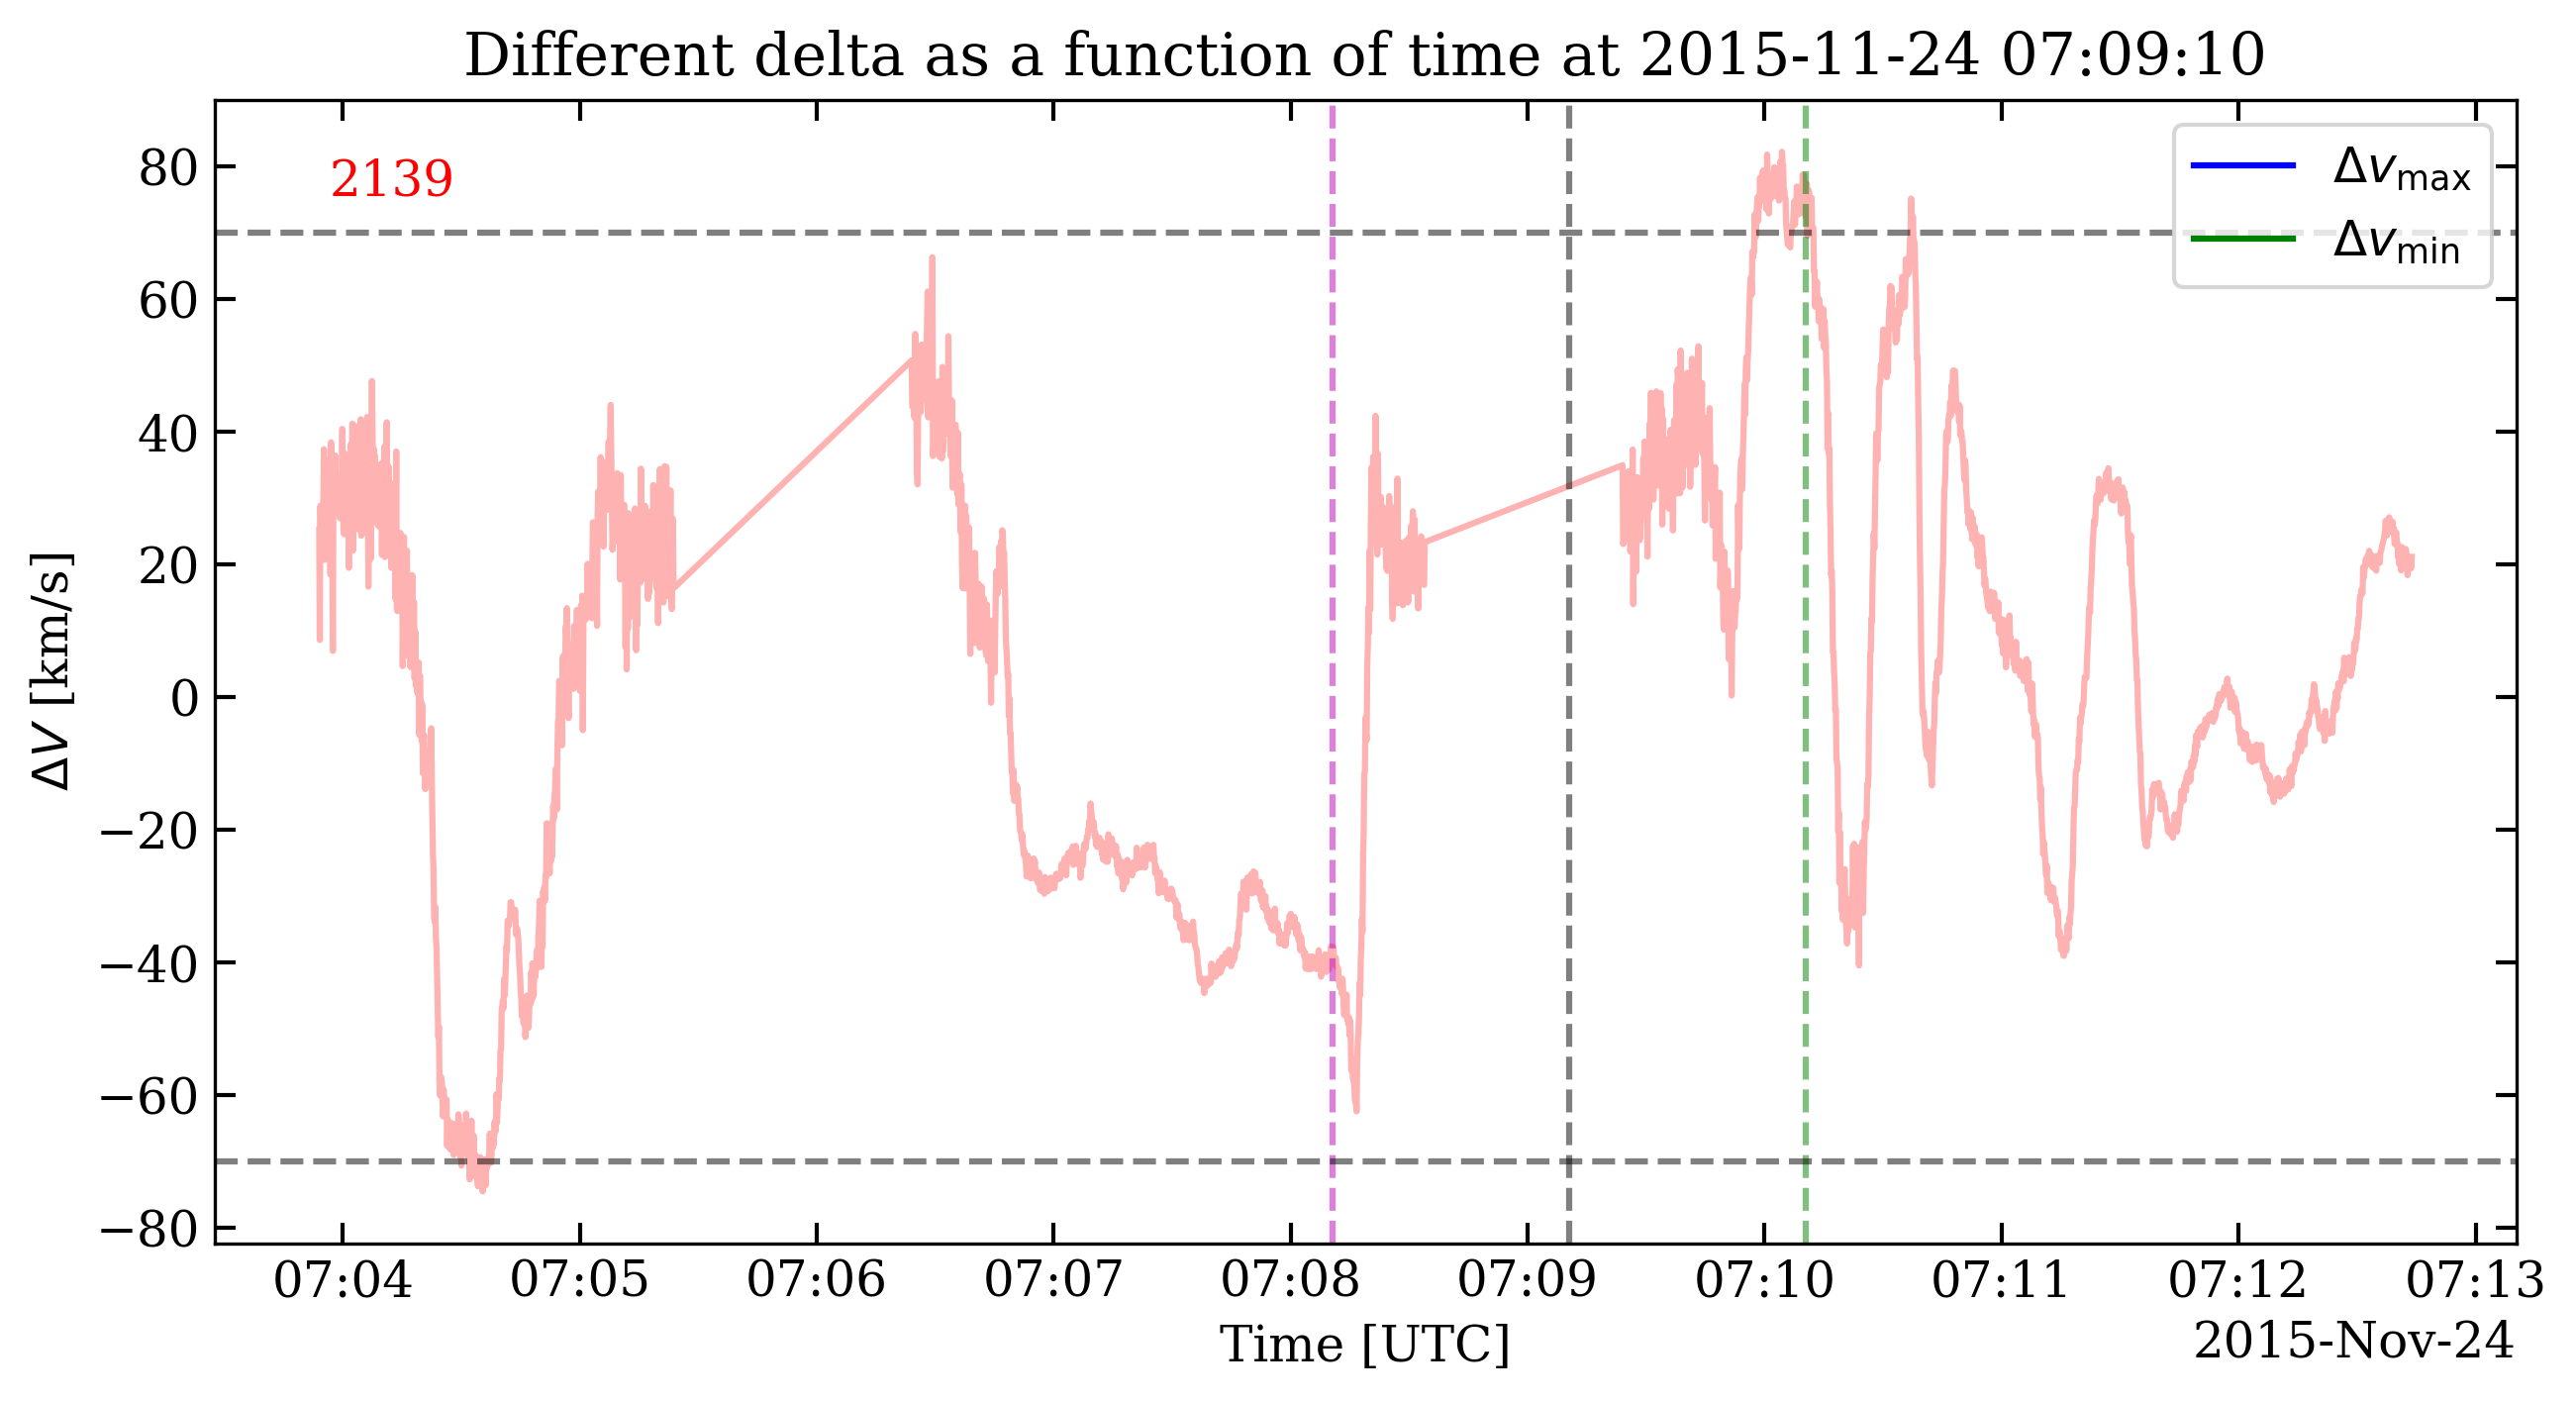 Different delta as a function of time at 2015-11-24 07:09:10
2139
Δv_max
Δv_min
ΔV [km/s]
80
60
40
20
0
−20
−40
−60
−80
07:04 07:05 07:06 07:07 07:08 07:09 07:10 07:11 07:12 07:13
Time [UTC]
2015-Nov-24